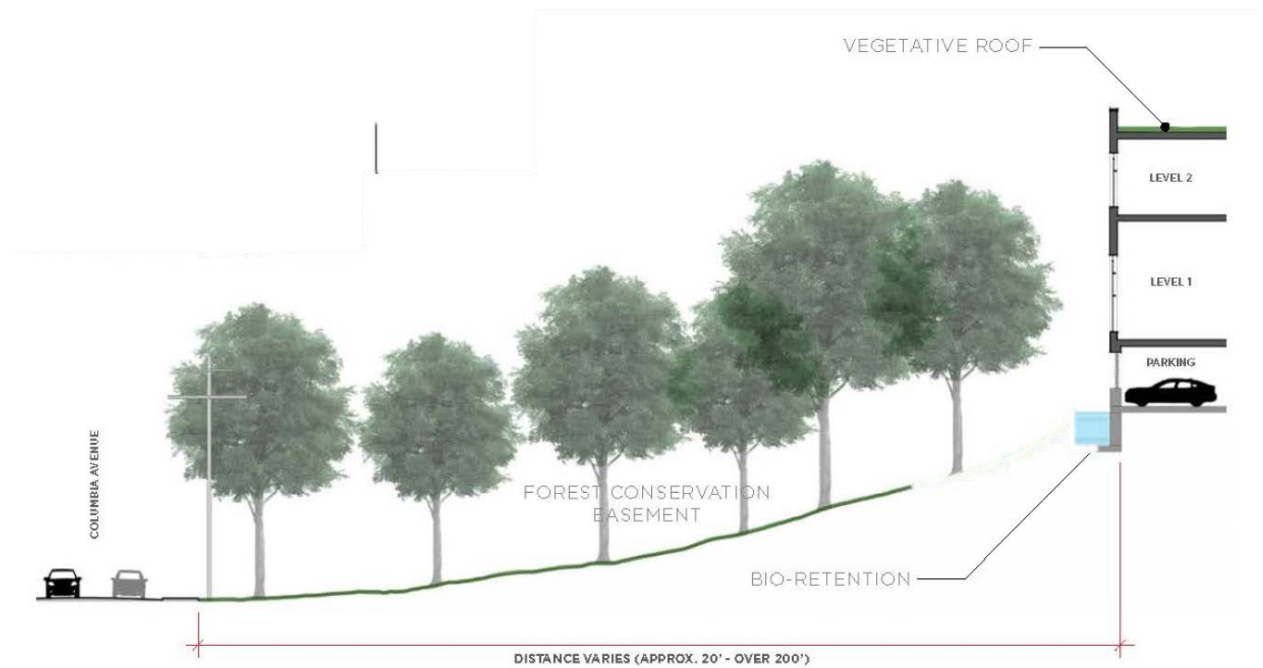 VEGETATIVE ROOF
LEVEL 2
LEVEL 1
PARKING
COLUMBIA AVENUE
FOREST CONSERVATION
EASEMENT
BIO-RETENTION
DISTANCE VARIES (APPROX. 20' - OVER 200')